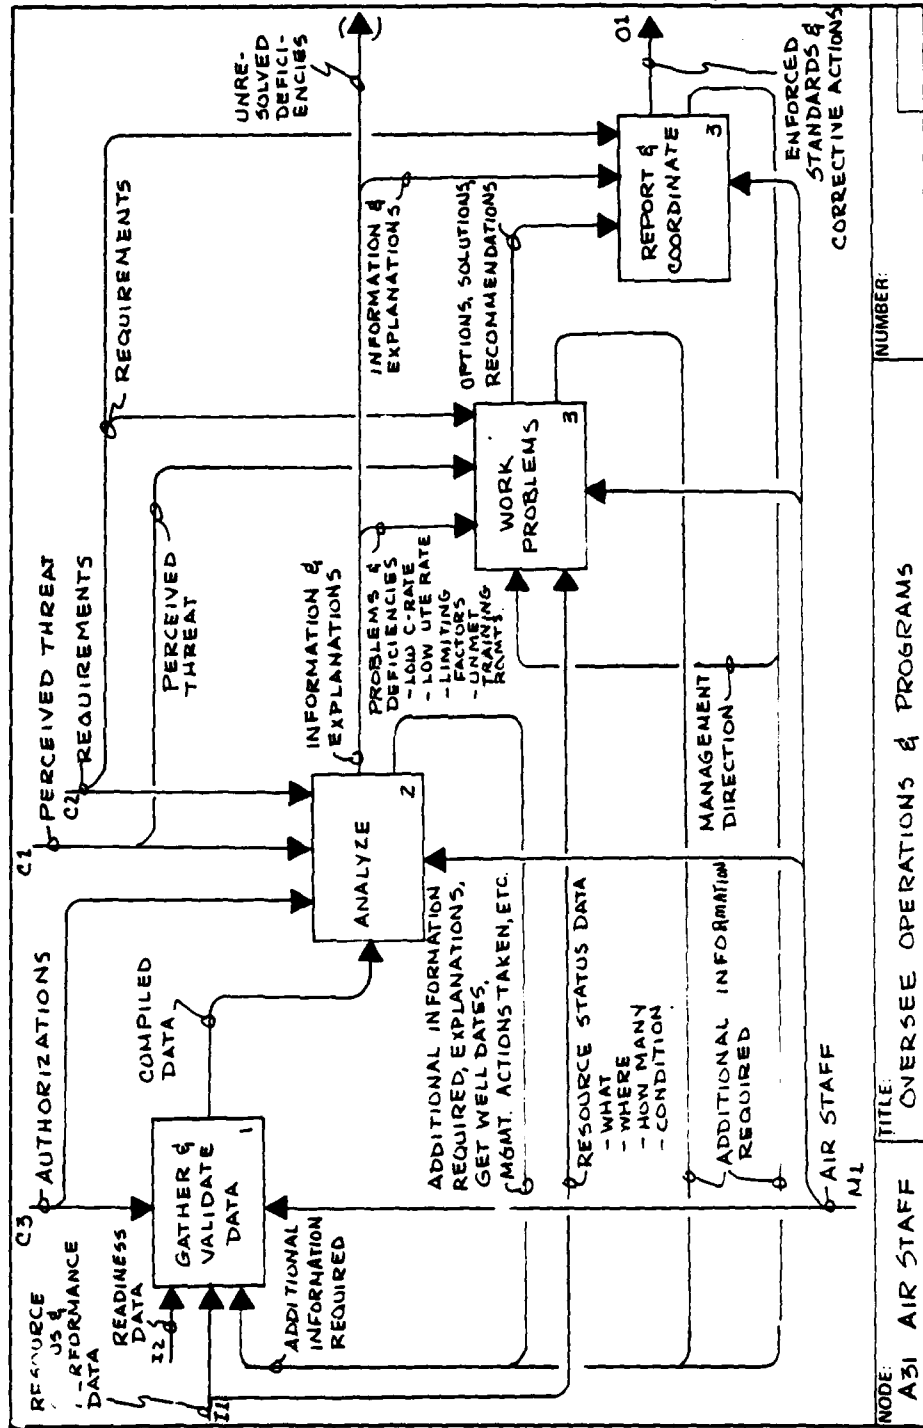 C3
AUTHORIZATIONS
C1
PERCEIVED THREAT
C2
REQUIREMENTS
REQUIREMENTS
PERCEIVED
THREAT
UNRE-
SOLVED
DEFICI-
ENCIES
( )
RESOURCE
US &
RFORMANCE
DATA
I1
READINESS
DATA
I2
ADDITIONAL
INFORMATION
REQUIRED
GATHER &
VALIDATE
DATA
1
COMPILED
DATA
ANALYZE
2
INFORMATION &
EXPLANATIONS
PROBLEMS &
DEFICIENCIES
- LOW C-RATE
- LOW UTE RATE
- LIMITING
FACTORS
- UNMET
TRAINING
RQMTS.
WORK
PROBLEMS
3
INFORMATION &
EXPLANATIONS
OPTIONS, SOLUTIONS,
RECOMMENDATIONS
REPORT &
COORDINATE
3
O1
ENFORCED
STANDARDS &
CORRECTIVE ACTIONS
ADDITIONAL INFORMATION
REQUIRED, EXPLANATIONS,
GET WELL DATES,
MGMT. ACTIONS TAKEN, ETC.
RESOURCE STATUS DATA
- WHAT
- WHERE
- HOW MANY
- CONDITION
MANAGEMENT
DIRECTION
ADDITIONAL INFORMATION
REQUIRED
AIR STAFF
M1
NODE:
A31 AIR STAFF
TITLE:
OVERSEE OPERATIONS & PROGRAMS
NUMBER: